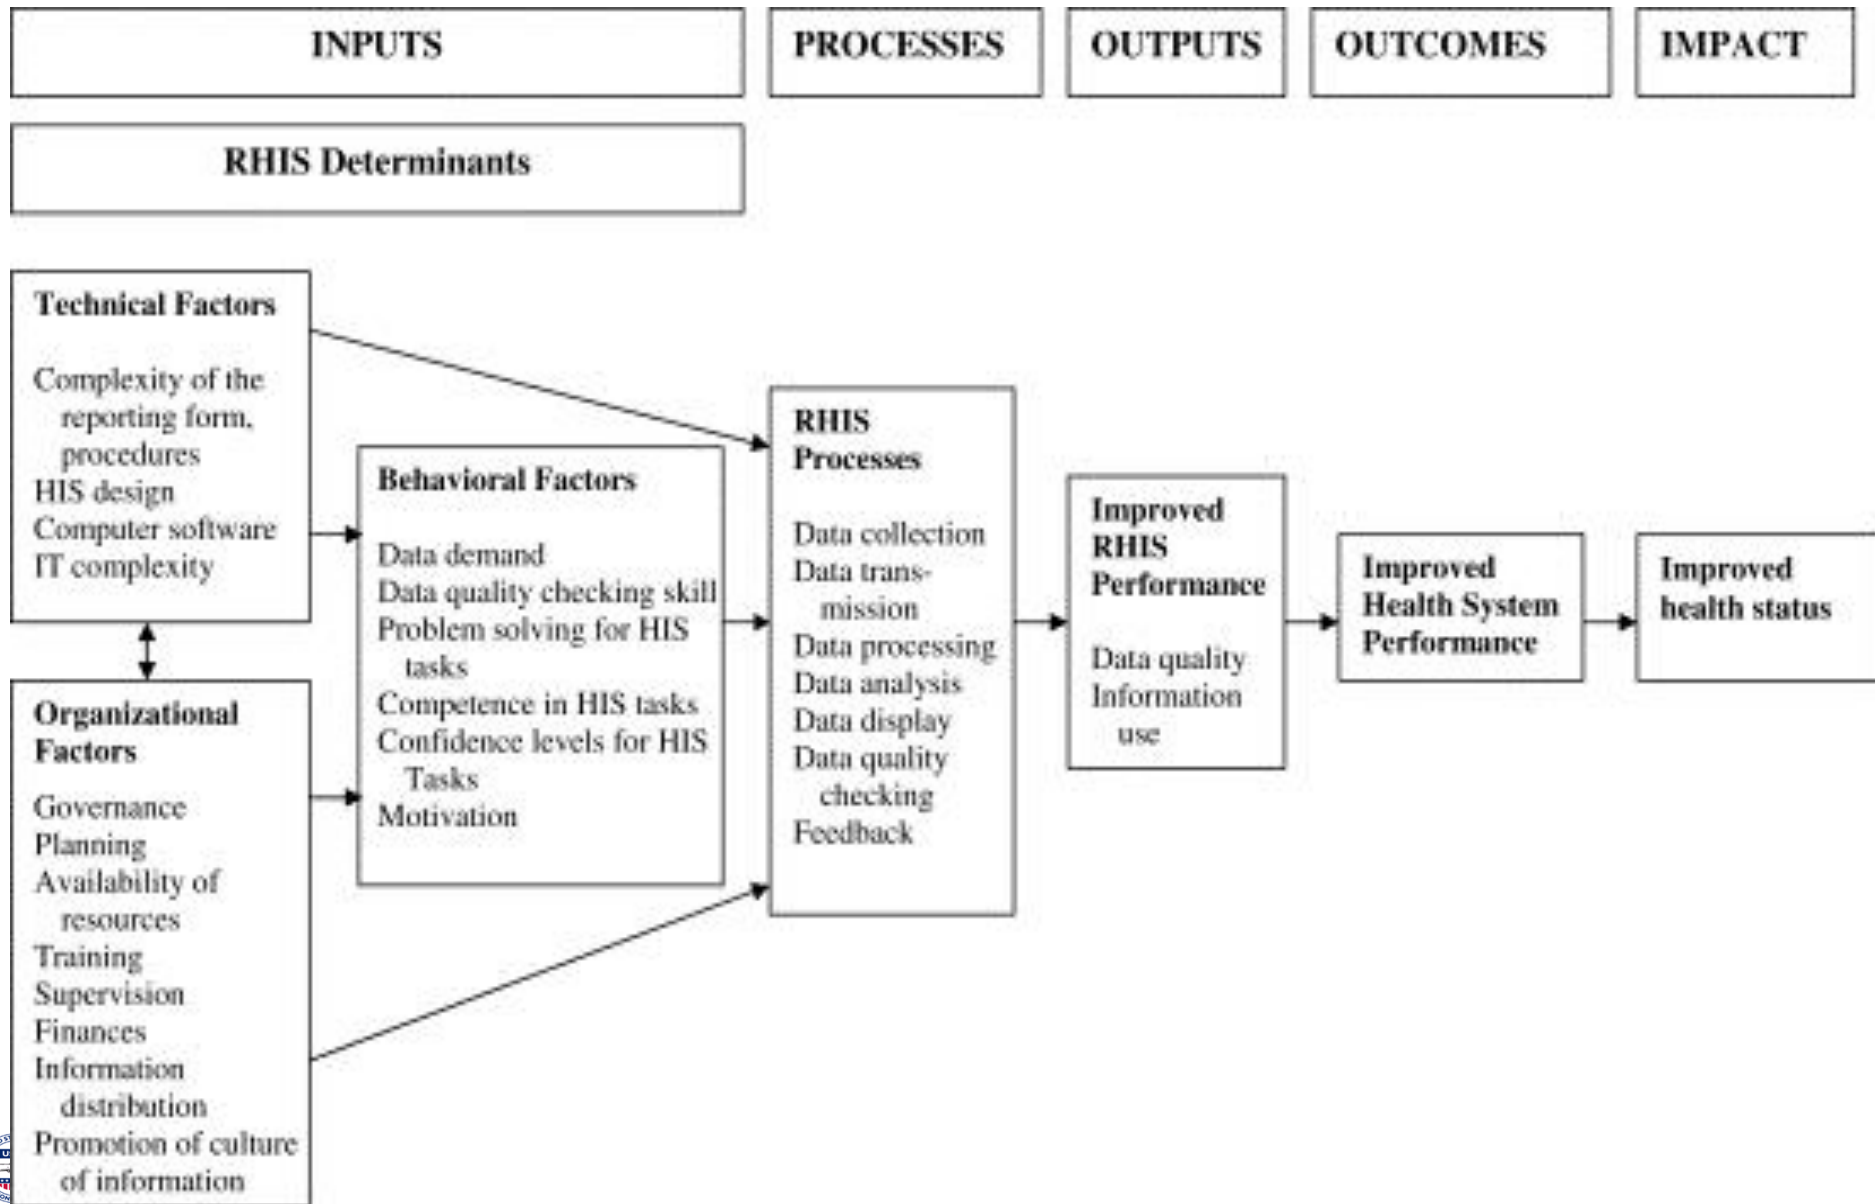 INPUTS
PROCESSES
OUTPUTS
OUTCOMES
IMPACT
RHIS Determinants
Technical Factors
Complexity of the
reporting form,
procedures
HIS design
Computer software
IT complexity
Organizational
Factors
Governance
Planning
Availability of
resources
Training
Supervision
Finances
Information
distribution
Promotion of culture
of information
Behavioral Factors
Data demand
Data quality checking skill
Problem solving for HIS
tasks
Competence in HIS tasks
Confidence levels for HIS
Tasks
Motivation
RHIS
Processes
Data collection
Data trans-
mission
Data processing
Data analysis
Data display
Data quality
checking
Feedback
Improved
RHIS
Performance
Data quality
Information
use
Improved
Health System
Performance
Improved
health status